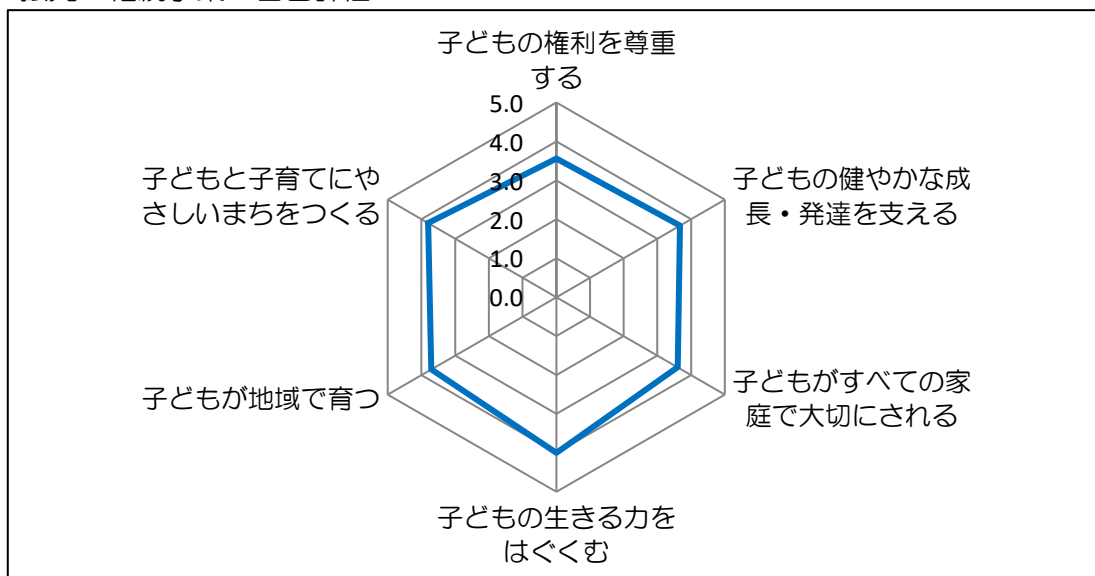 子どもの権利を尊重
する
5.0
4.0
3.0
2.0
1.0
0.0
子どもの健やかな成
長・発達を支える
子どもがすべての家
庭で大切にされる
子どもの生きる力を
はぐくむ
子どもが地域で育つ
子どもと子育てにや
さしいまちをつくる